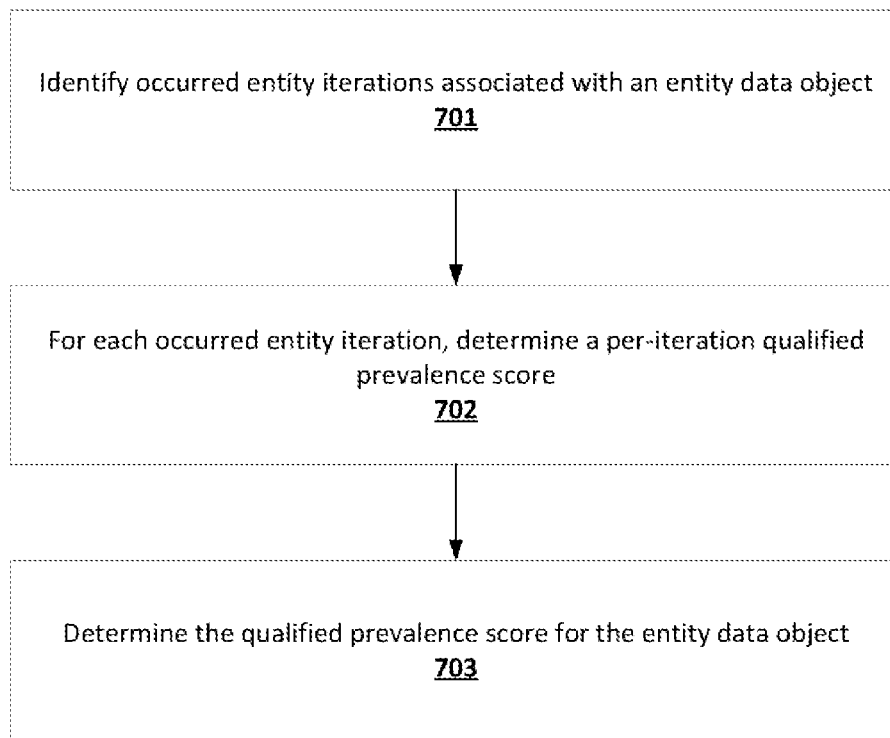 Identify occurred entity iterations associated with an entity data object
701
For each occurred entity iteration, determine a per-iteration qualified
prevalence score
702
Determine the qualified prevalence score for the entity data object
703